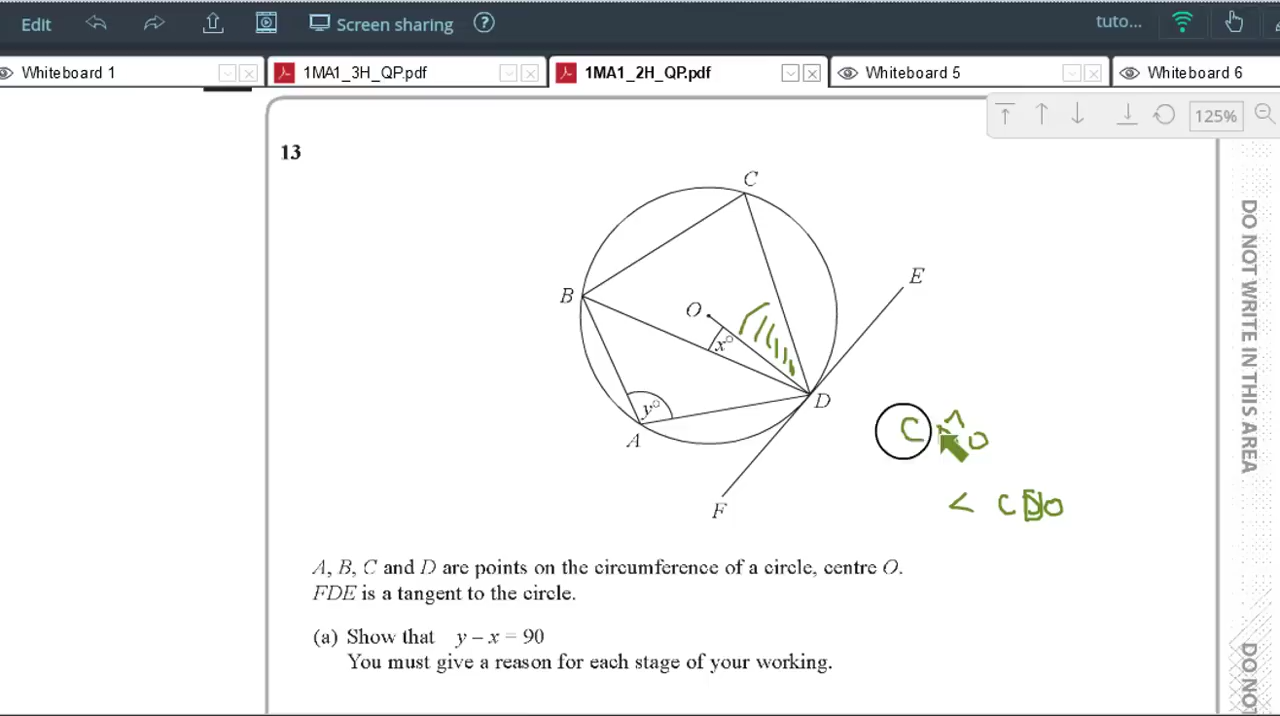 Edit
Screen sharing
?
tuto...
Whiteboard 1
1MA1_3H_QP.pdf
1MA1_2H_QP.pdf
Whiteboard 5
Whiteboard 6
125%
13
C
E
B
O
x°
D
y°
A
C
O
F
< CDO
A, B, C and D are points on the circumference of a circle, centre O.
FDE is a tangent to the circle.
(a) Show that y – x = 90
You must give a reason for each stage of your working.
DO NOT WRITE IN THIS AREA
DO NO